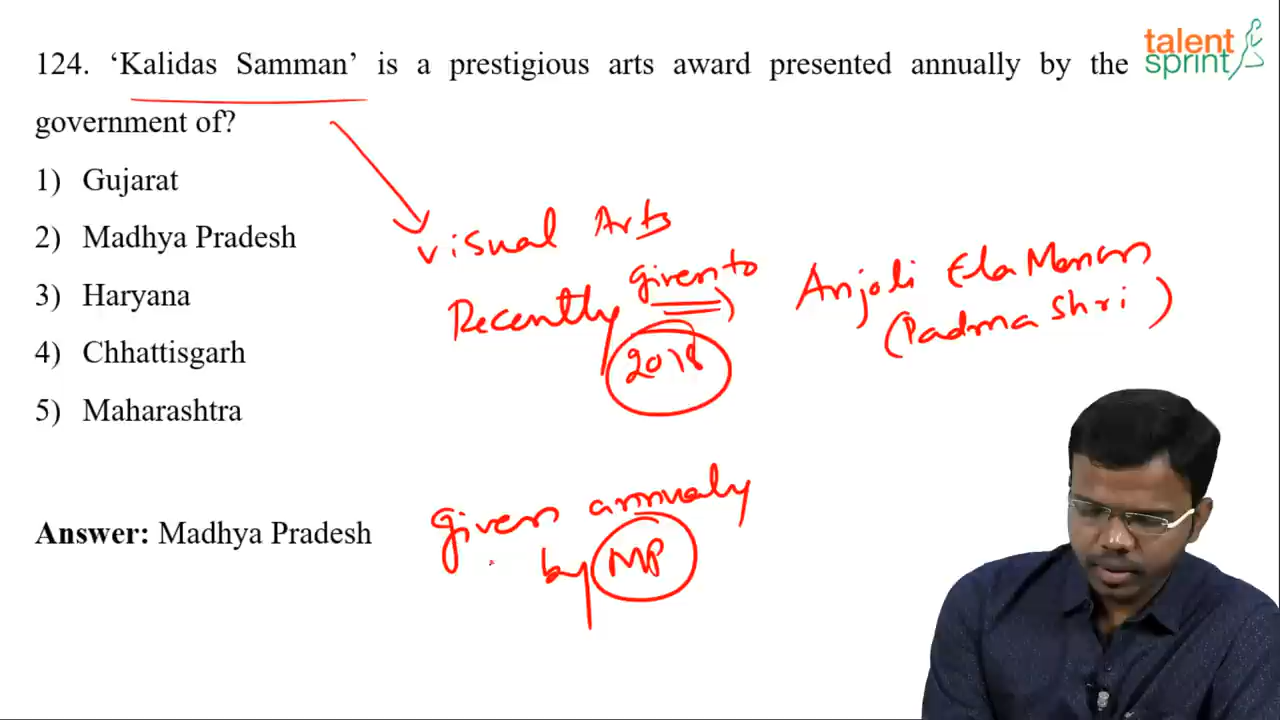 talent
sprint
124. ‘Kalidas Samman’ is a prestigious arts award presented annually by the
government of?
1) Gujarat
2) Madhya Pradesh
3) Haryana
4) Chhattisgarh
5) Maharashtra
Visual Arts
Recently given to Anjoli Ela Menon
2018 (Padma Shri)
Answer: Madhya Pradesh
given annualy
by MP